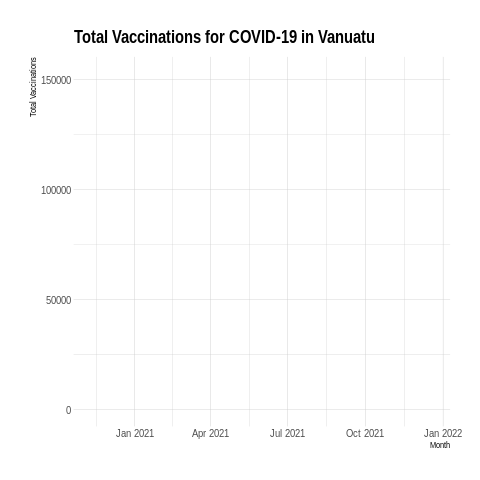 Total Vaccinations for COVID-19 in Vanuatu
Total Vaccinations
150000
100000
50000
0
Jan 2021 Apr 2021 Jul 2021 Oct 2021 Jan 2022
Month